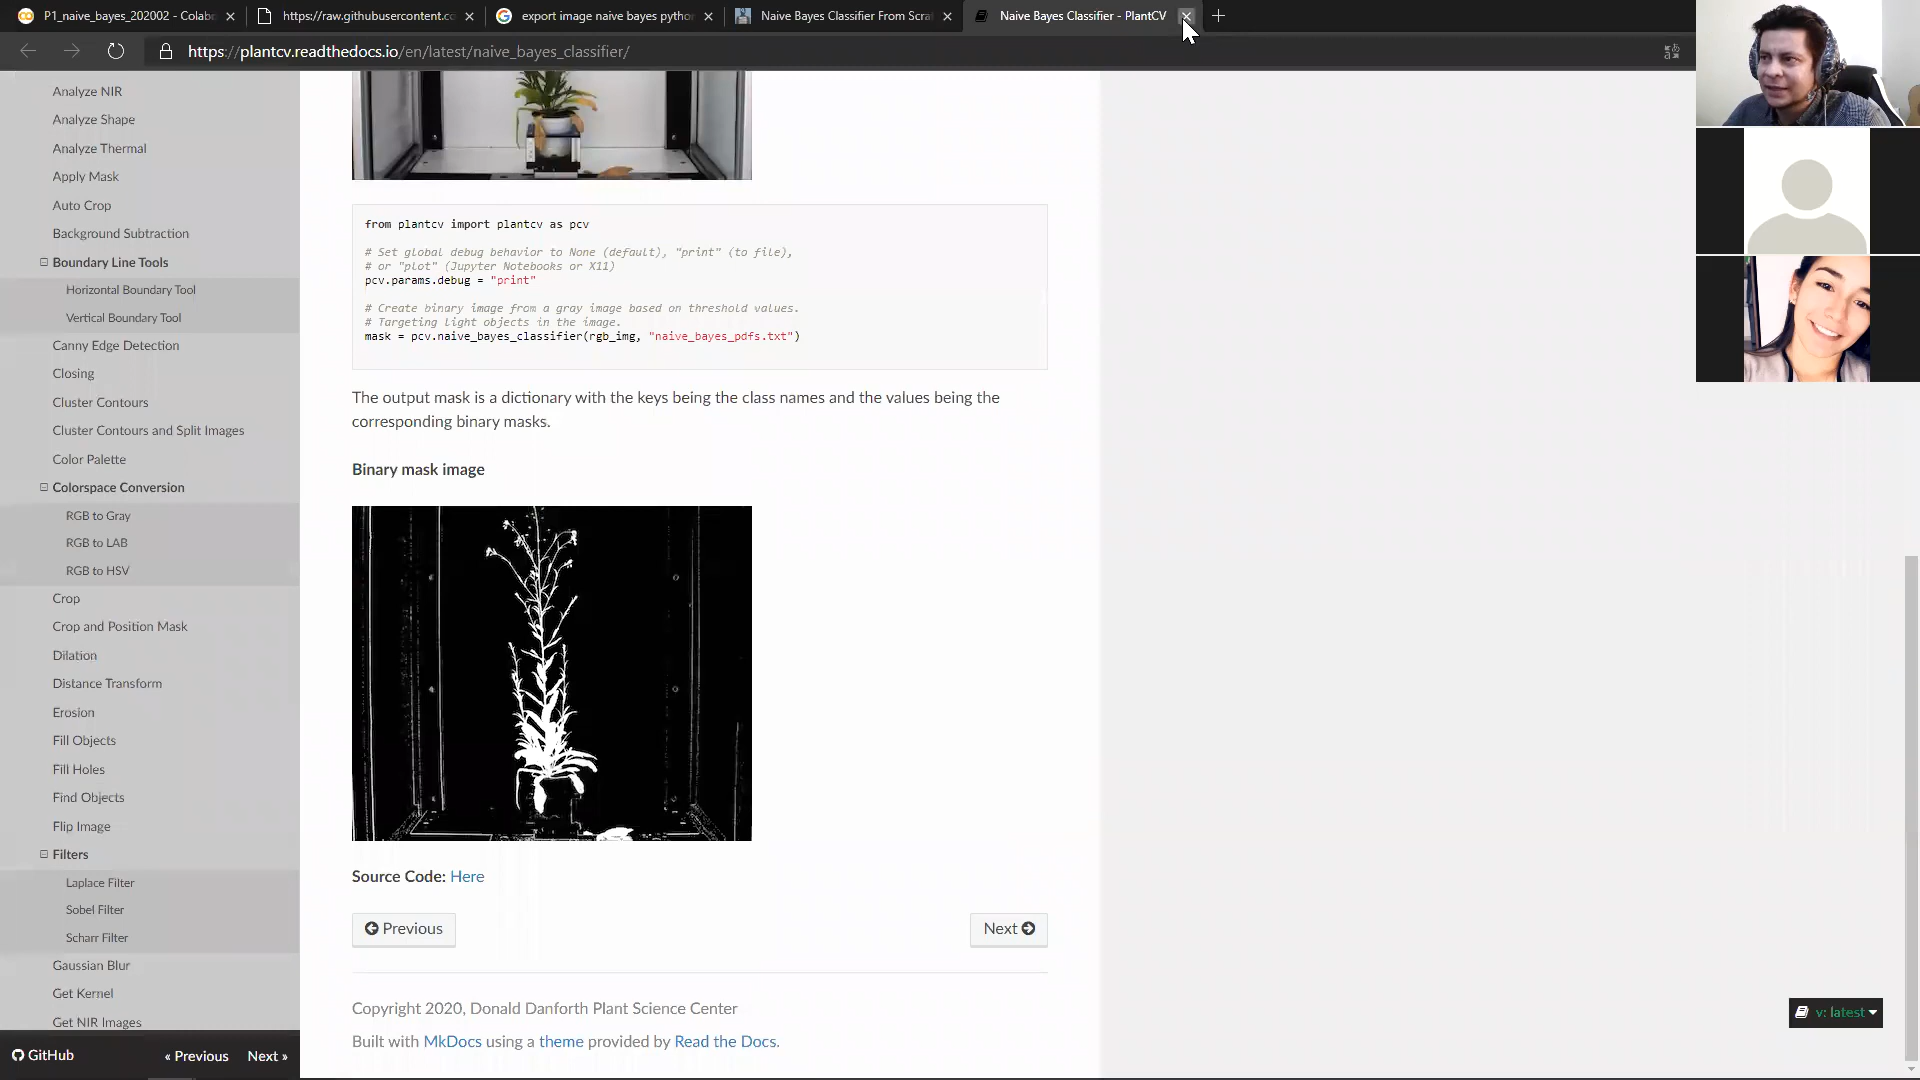 P1_naive_bayes_202002 - Colab
https://raw.githubusercontent.co
export image naive bayes python
Naive Bayes Classifier From Scra
Naive Bayes Classifier - PlantCV
https://plantcv.readthedocs.io/en/latest/naive_bayes_classifier/
Analyze NIR
Analyze Shape
Analyze Thermal
Apply Mask
Auto Crop
Background Subtraction
Boundary Line Tools
Horizontal Boundary Tool
Vertical Boundary Tool
Canny Edge Detection
Closing
Cluster Contours
Cluster Contours and Split Images
Color Palette
Colorspace Conversion
RGB to Gray
RGB to LAB
RGB to HSV
Crop
Crop and Position Mask
Dilation
Distance Transform
Erosion
Fill Objects
Fill Holes
Find Objects
Flip Image
Filters
Laplace Filter
Sobel Filter
Scharr Filter
Gaussian Blur
Get Kernel
Get NIR Images
GitHub
« Previous
Next »
from plantcv import plantcv as pcv
# Set global debug behavior to None (default), "print" (to file),
# or "plot" (Jupyter Notebooks or X11)
pcv.params.debug = "print"
# Create binary image from a gray image based on threshold values.
# Targeting light objects in the image.
mask = pcv.naive_bayes_classifier(rgb_img, "naive_bayes_pdfs.txt")
The output mask is a dictionary with the keys being the class names and the values being the
corresponding binary masks.
Binary mask image
Source Code: Here
Previous
Next
Copyright 2020, Donald Danforth Plant Science Center
Built with MkDocs using a theme provided by Read the Docs.
v: latest